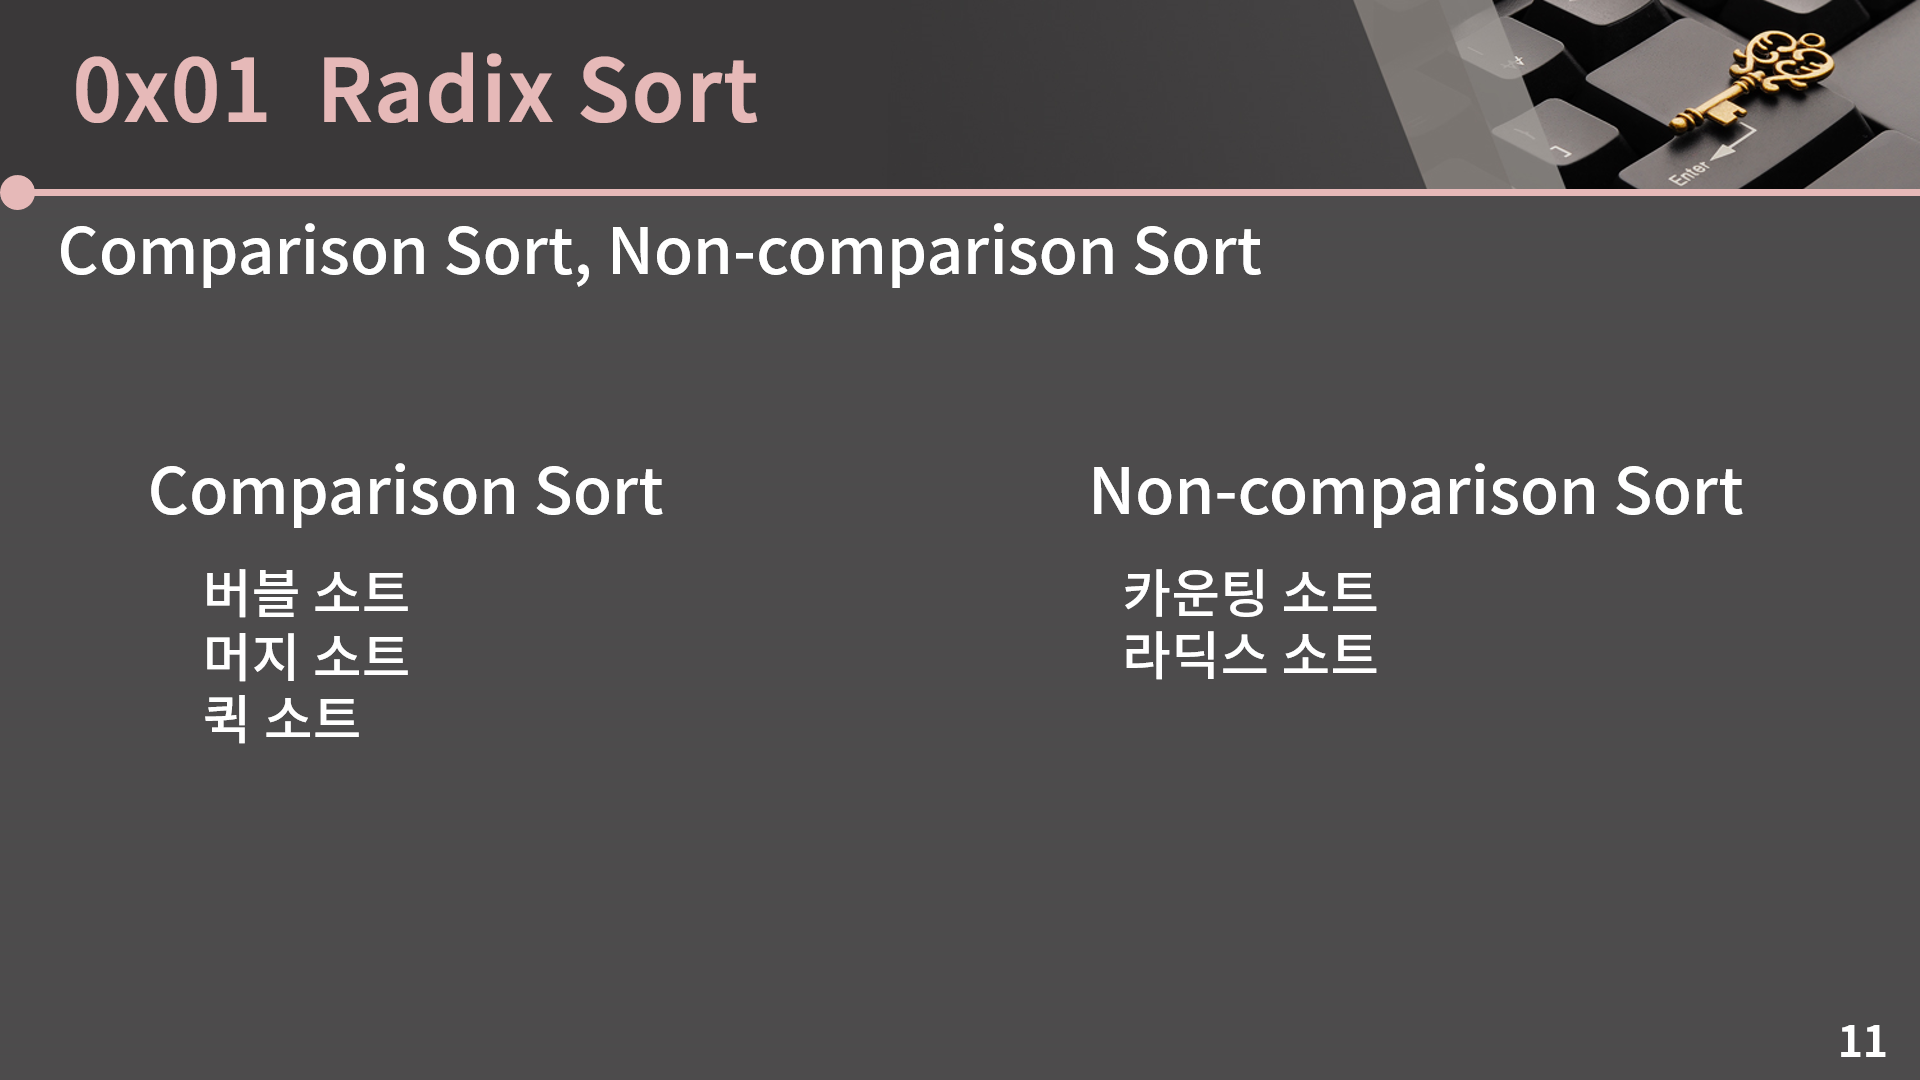 0x01 Radix Sort
Enter
Comparison Sort, Non-comparison Sort
Comparison Sort
버블 소트
머지 소트
퀵 소트
Non-comparison Sort
카운팅 소트
라딕스 소트
11